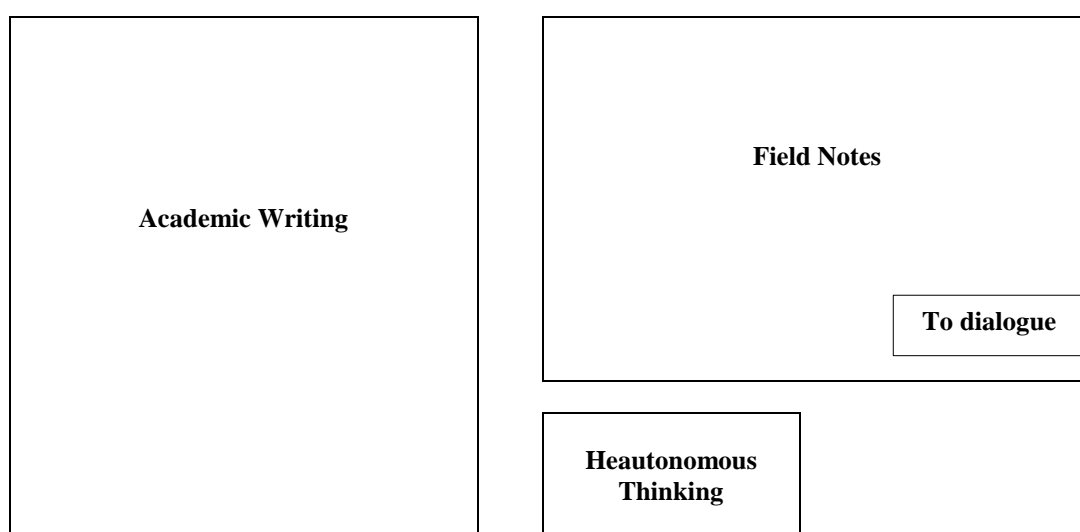 Academic Writing
Field Notes
To dialogue
Heautonomous
Thinking